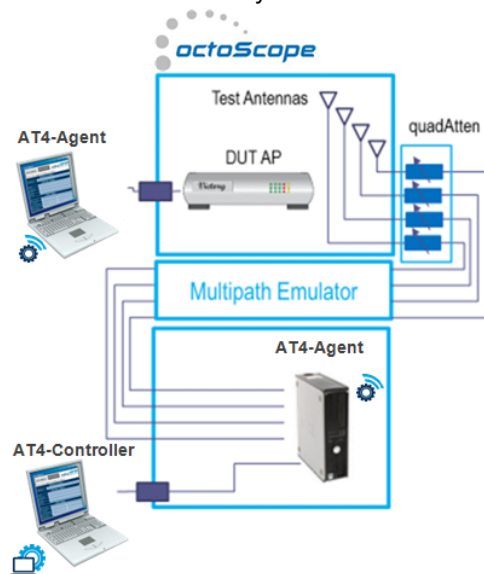 octoScope
Test Antennas
quadAtten
AT4-Agent
DUT AP
Multipath Emulator
AT4-Agent
AT4-Controller